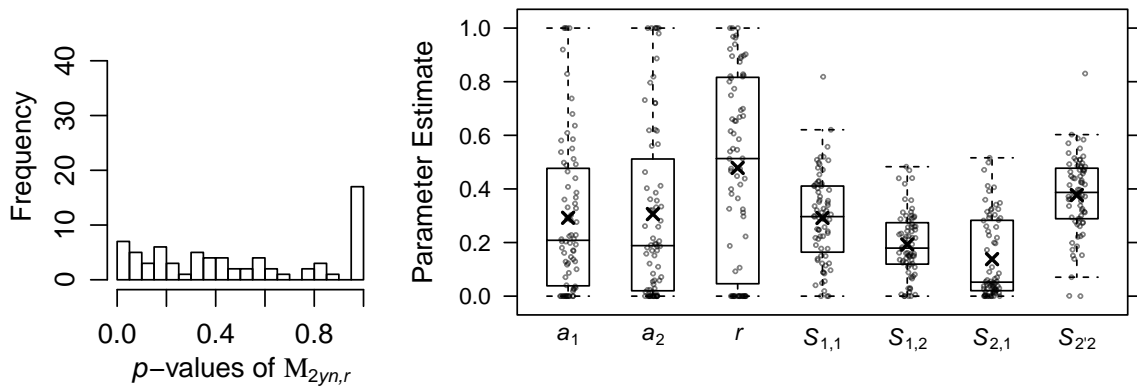 Frequency
0 10 20 30 40
0.0 0.4 0.8
p−values of M2yn,r
Parameter Estimate
0.0 0.2 0.4 0.6 0.8 1.0
a1 a2 r S1,1 S1,2 S2,1 S2'2